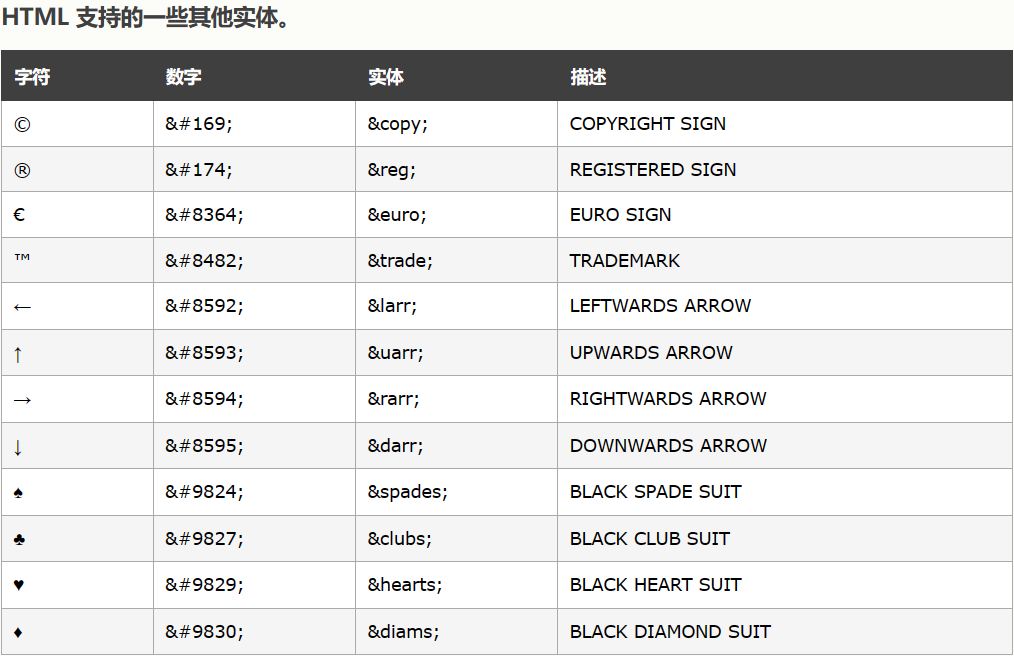 HTML 支持的一些其他实体。
字符 数字 实体 描述
© &#169; &copy; COPYRIGHT SIGN
® &#174; &reg; REGISTERED SIGN
€ &#8364; &euro; EURO SIGN
™ &#8482; &trade; TRADEMARK
← &#8592; &larr; LEFTWARDS ARROW
↑ &#8593; &uarr; UPWARDS ARROW
→ &#8594; &rarr; RIGHTWARDS ARROW
↓ &#8595; &darr; DOWNWARDS ARROW
♠ &#9824; &spades; BLACK SPADE SUIT
♣ &#9827; &clubs; BLACK CLUB SUIT
♥ &#9829; &hearts; BLACK HEART SUIT
♦ &#9830; &diams; BLACK DIAMOND SUIT